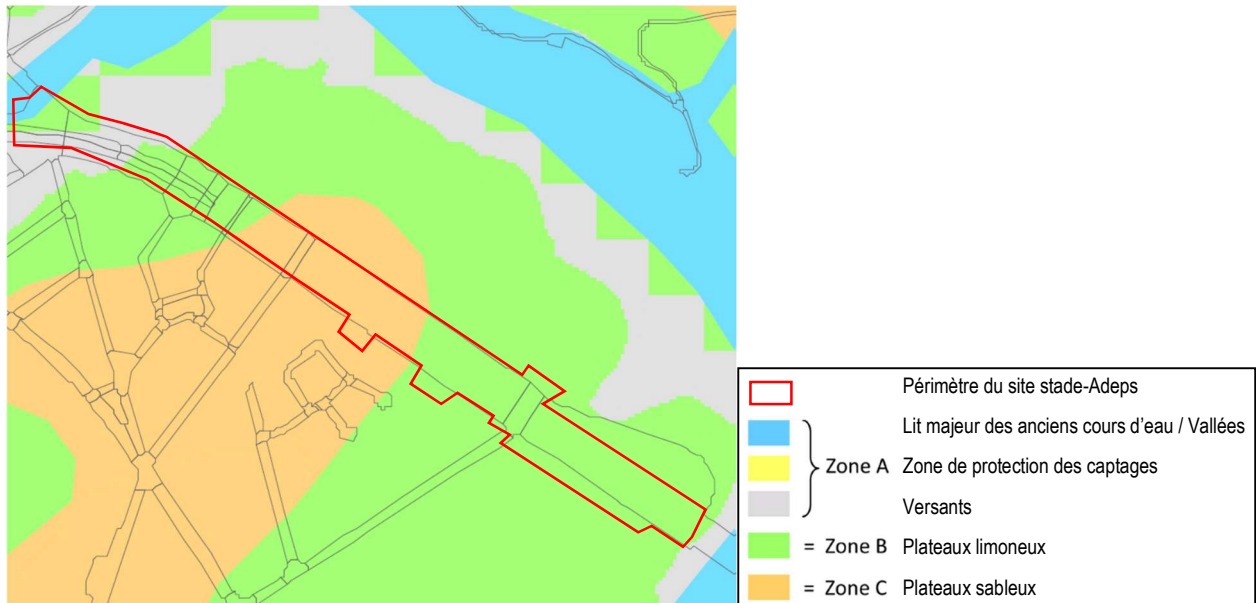 Périmètre du site stade-Adeps
Lit majeur des anciens cours d'eau / Vallées
Zone A Zone de protection des captages
Versants
= Zone B Plateaux limoneux
= Zone C Plateaux sableux